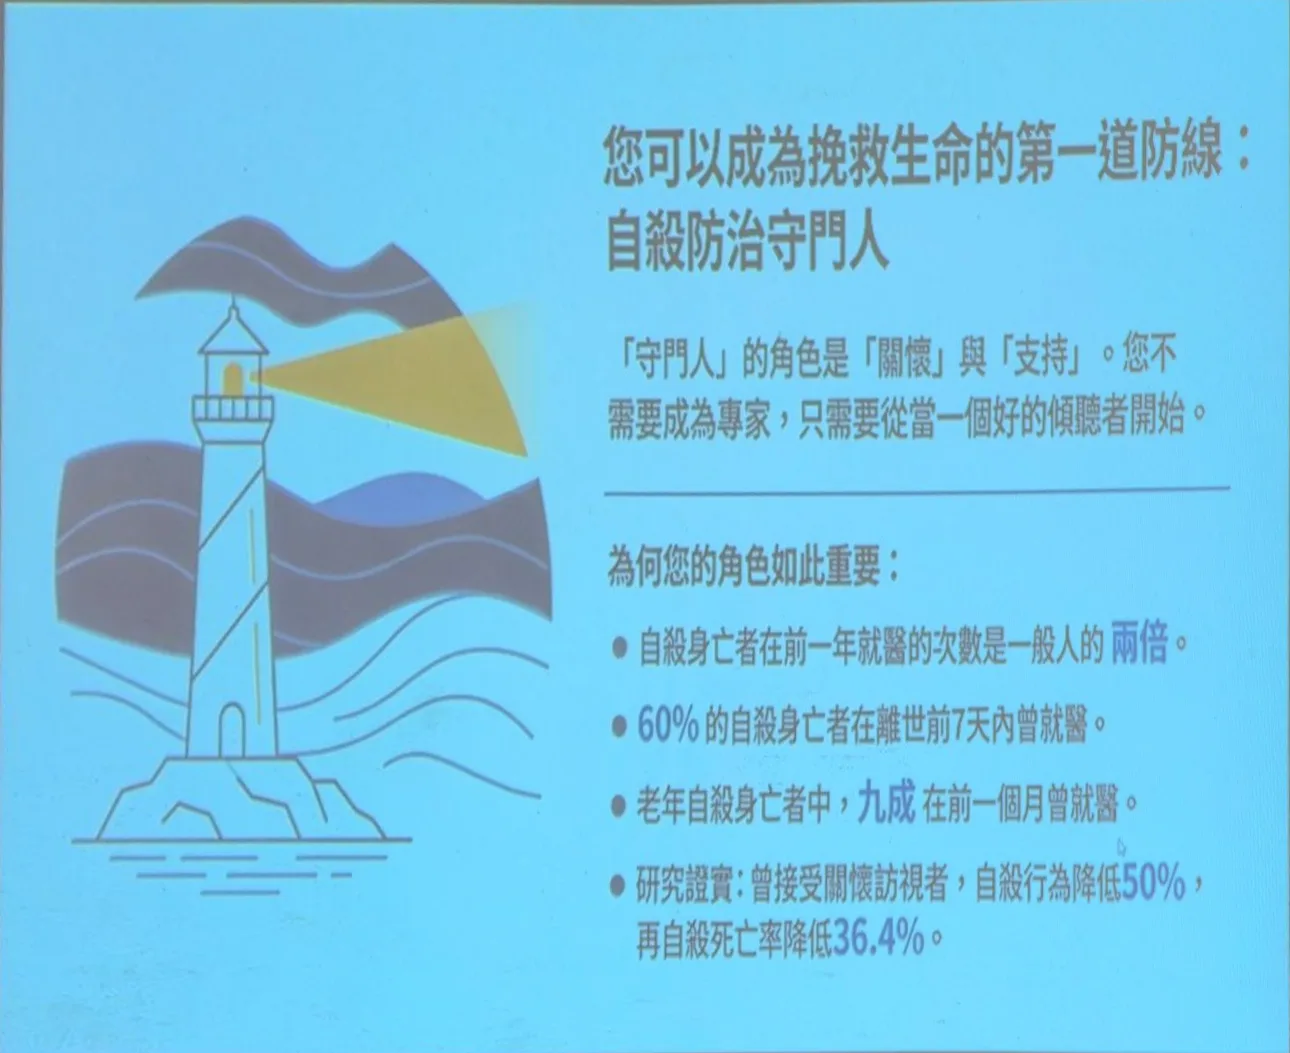 您可以成為挽救生命的第一道防線：
自殺防治守門人
「守門人」的角色是「關懷」與「支持」。您不
需要成為專家，只需要從當一個好的傾聽者開始。
為何您的角色如此重要：
● 自殺身亡者在前一年就醫的次數是一般人的 兩倍。
● 60% 的自殺身亡者在離世前7天內曾就醫。
● 老年自殺身亡者中，九成 在前一個月曾就醫。
● 研究證實：曾接受關懷訪視者，自殺行為降低50%，
再自殺死亡率降低36.4%。